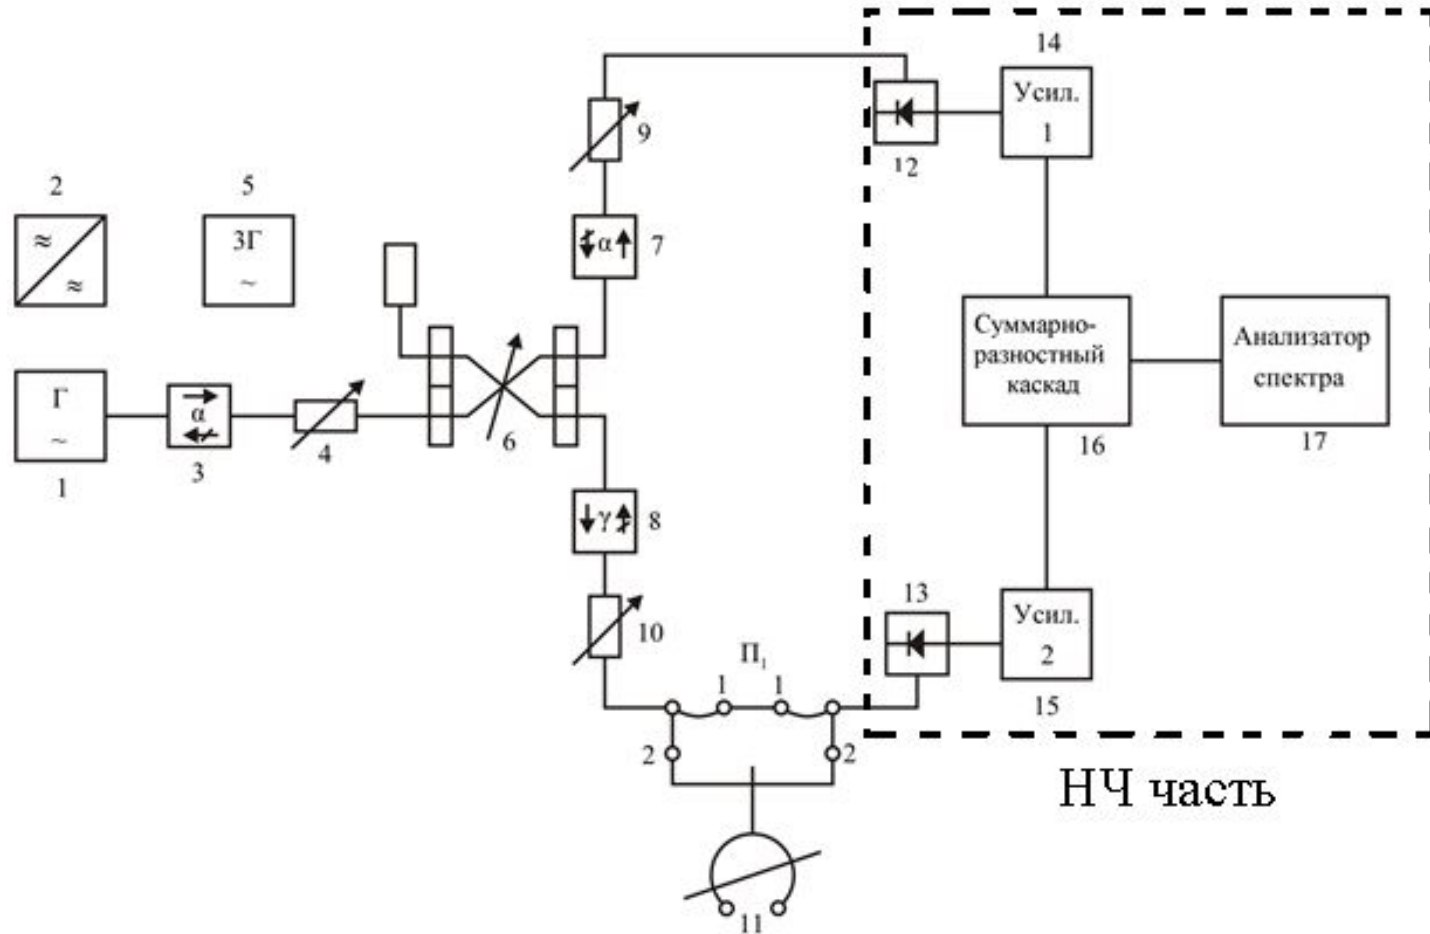 14
Усил.
1
9
12
2
5
≈
≈
ЗГ
~
α
7
Г
~
α
Суммарно-
разностный
каскад
Анализатор
спектра
1
3
4
6
16
17
γ
8
10
13
Усил.
2
П₁
1
1
15
2
2
НЧ часть
11